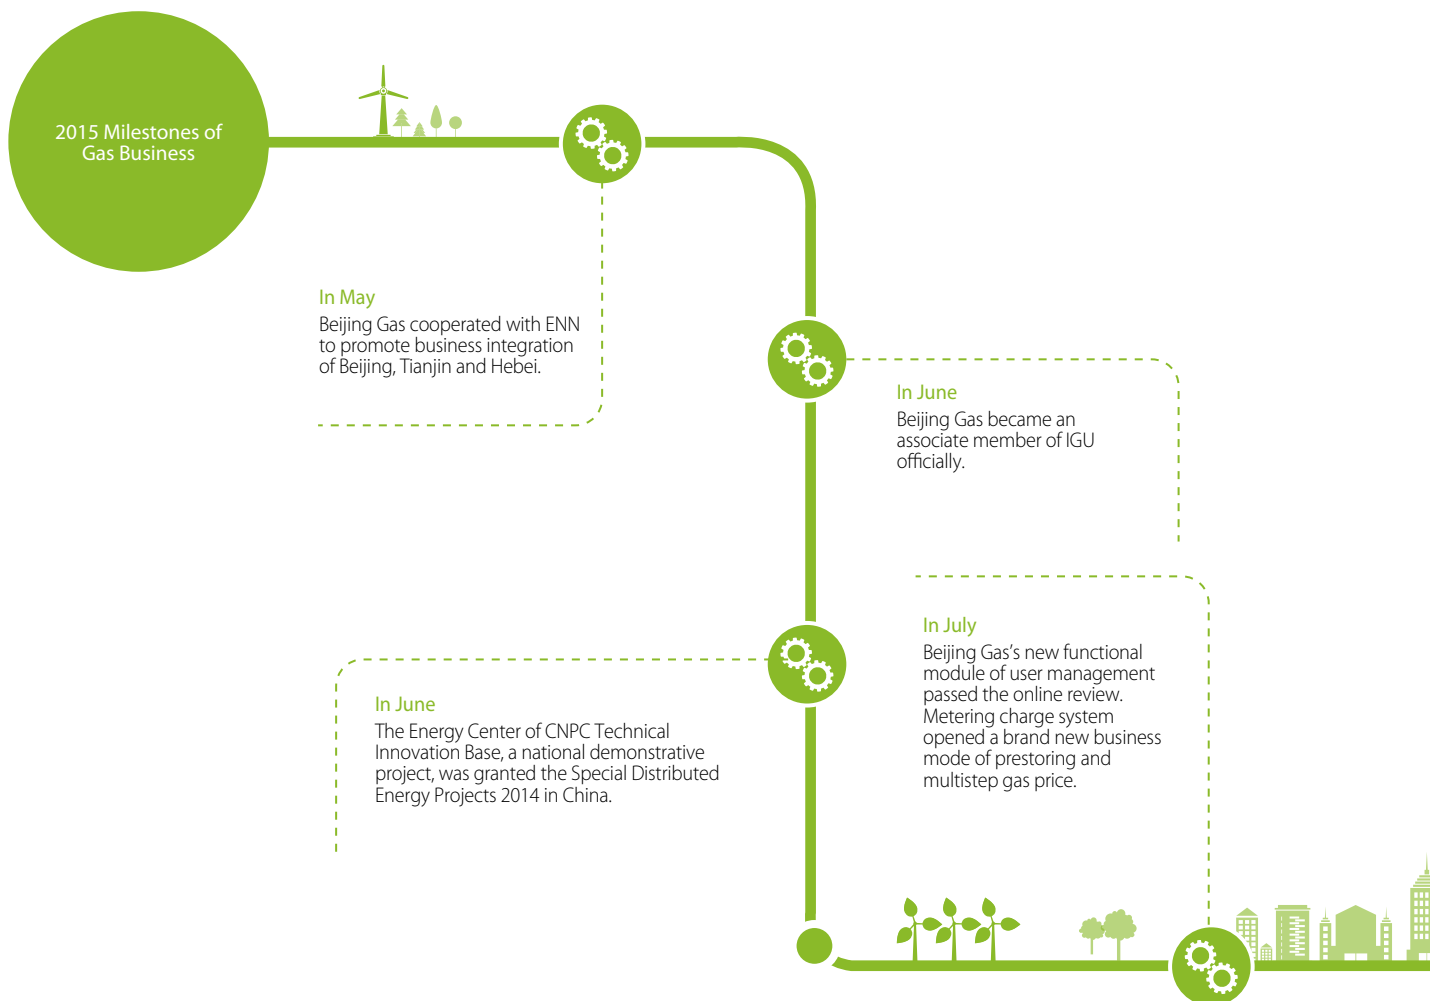 2015 Milestones of
Gas Business
In May
Beijing Gas cooperated with ENN
to promote business integration
of Beijing, Tianjin and Hebei.
In June
Beijing Gas became an
associate member of IGU
officially.
In June
The Energy Center of CNPC Technical
Innovation Base, a national demonstrative
project, was granted the Special Distributed
Energy Projects 2014 in China.
In July
Beijing Gas's new functional
module of user management
passed the online review.
Metering charge system
opened a brand new business
mode of prestoring and
multistep gas price.